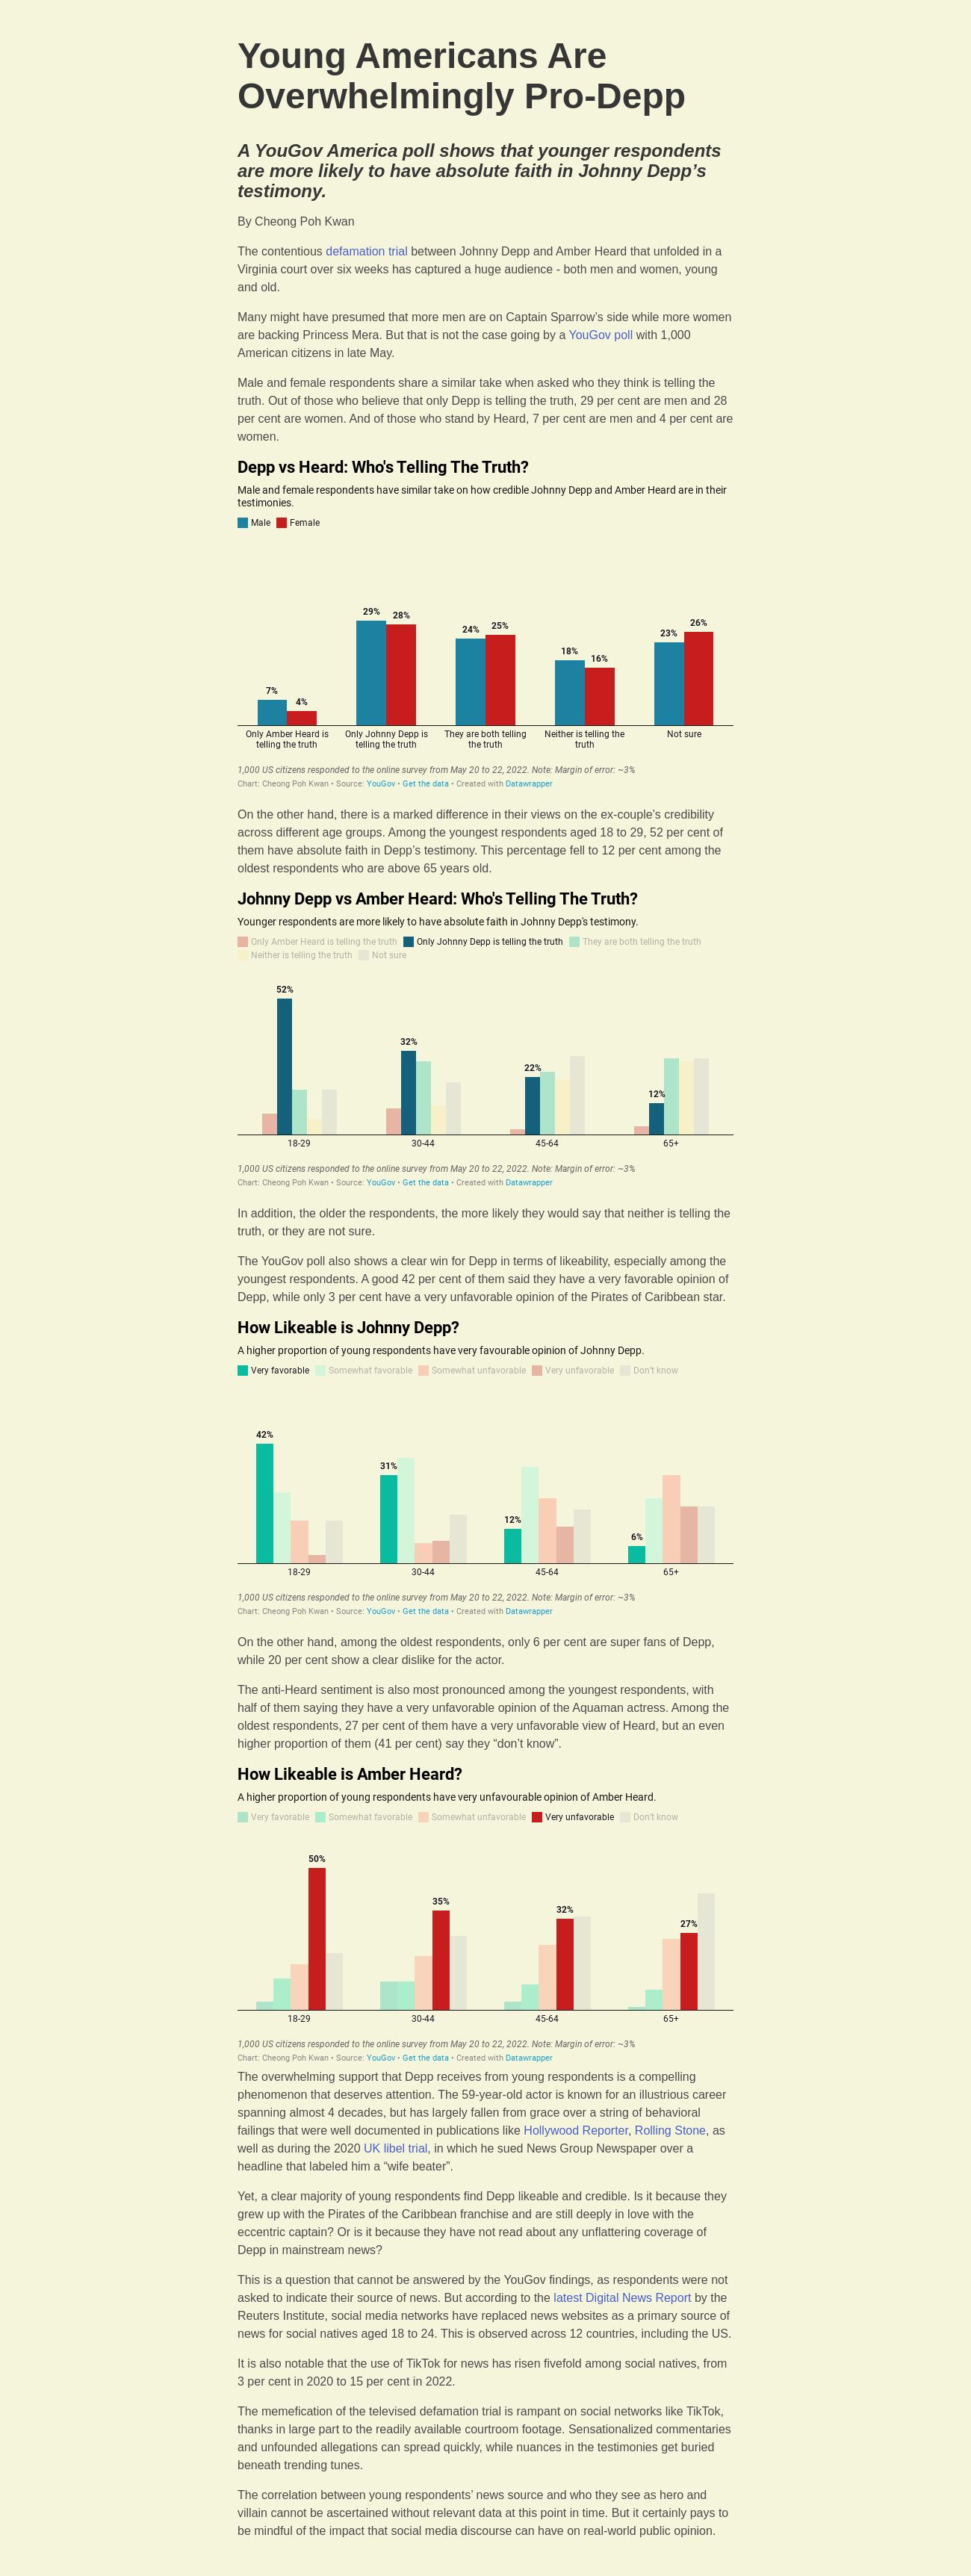 Young Americans Are
Overwhelmingly Pro-Depp
A YouGov America poll shows that younger respondents
are more likely to have absolute faith in Johnny Depp’s
testimony.
By Cheong Poh Kwan
The contentious defamation trial between Johnny Depp and Amber Heard that unfolded in a
Virginia court over six weeks has captured a huge audience - both men and women, young
and old.
Many might have presumed that more men are on Captain Sparrow’s side while more women
are backing Princess Mera. But that is not the case going by a YouGov poll with 1,000
American citizens in late May.
Male and female respondents share a similar take when asked who they think is telling the
truth. Out of those who believe that only Depp is telling the truth, 29 per cent are men and 28
per cent are women. And of those who stand by Heard, 7 per cent are men and 4 per cent are
women.
Depp vs Heard: Who's Telling The Truth?
Male and female respondents have similar take on how credible Johnny Depp and Amber Heard are in their
testimonies.
Male Female
29% 28% 24% 25% 18% 16% 23% 26%
7% 4%
Only Amber Heard is Only Johnny Depp is They are both telling Neither is telling the Not sure
telling the truth telling the truth the truth truth
1,000 US citizens responded to the online survey from May 20 to 22, 2022. Note: Margin of error: ~3%
Chart: Cheong Poh Kwan • Source: YouGov • Get the data • Created with Datawrapper
On the other hand, there is a marked difference in their views on the ex-couple’s credibility
across different age groups. Among the youngest respondents aged 18 to 29, 52 per cent of
them have absolute faith in Depp’s testimony. This percentage fell to 12 per cent among the
oldest respondents who are above 65 years old.
Johnny Depp vs Amber Heard: Who's Telling The Truth?
Younger respondents are more likely to have absolute faith in Johnny Depp's testimony.
Only Amber Heard is telling the truth Only Johnny Depp is telling the truth They are both telling the truth
Neither is telling the truth Not sure
52%
32%
22%
12%
18-29 30-44 45-64 65+
1,000 US citizens responded to the online survey from May 20 to 22, 2022. Note: Margin of error: ~3%
Chart: Cheong Poh Kwan • Source: YouGov • Get the data • Created with Datawrapper
In addition, the older the respondents, the more likely they would say that neither is telling the
truth, or they are not sure.
The YouGov poll also shows a clear win for Depp in terms of likeability, especially among the
youngest respondents. A good 42 per cent of them said they have a very favorable opinion of
Depp, while only 3 per cent have a very unfavorable opinion of the Pirates of Caribbean star.
How Likeable is Johnny Depp?
A higher proportion of young respondents have very favourable opinion of Johnny Depp.
Very favorable Somewhat favorable Somewhat unfavorable Very unfavorable Don't know
42%
31%
12%
6%
18-29 30-44 45-64 65+
1,000 US citizens responded to the online survey from May 20 to 22, 2022. Note: Margin of error: ~3%
Chart: Cheong Poh Kwan • Source: YouGov • Get the data • Created with Datawrapper
On the other hand, among the oldest respondents, only 6 per cent are super fans of Depp,
while 20 per cent show a clear dislike for the actor.
The anti-Heard sentiment is also most pronounced among the youngest respondents, with
half of them saying they have a very unfavorable opinion of the Aquaman actress. Among the
oldest respondents, 27 per cent of them have a very unfavorable view of Heard, but an even
higher proportion of them (41 per cent) say they “don’t know”.
How Likeable is Amber Heard?
A higher proportion of young respondents have very unfavourable opinion of Amber Heard.
Very favorable Somewhat favorable Somewhat unfavorable Very unfavorable Don't know
50%
35%
32%
27%
18-29 30-44 45-64 65+
1,000 US citizens responded to the online survey from May 20 to 22, 2022. Note: Margin of error: ~3%
Chart: Cheong Poh Kwan • Source: YouGov • Get the data • Created with Datawrapper
The overwhelming support that Depp receives from young respondents is a compelling
phenomenon that deserves attention. The 59-year-old actor is known for an illustrious career
spanning almost 4 decades, but has largely fallen from grace over a string of behavioral
failings that were well documented in publications like Hollywood Reporter, Rolling Stone, as
well as during the 2020 UK libel trial, in which he sued News Group Newspaper over a
headline that labeled him a “wife beater”.
Yet, a clear majority of young respondents find Depp likeable and credible. Is it because they
grew up with the Pirates of the Caribbean franchise and are still deeply in love with the
eccentric captain? Or is it because they have not read about any unflattering coverage of
Depp in mainstream news?
This is a question that cannot be answered by the YouGov findings, as respondents were not
asked to indicate their source of news. But according to the latest Digital News Report by the
Reuters Institute, social media networks have replaced news websites as a primary source of
news for social natives aged 18 to 24. This is observed across 12 countries, including the US.
It is also notable that the use of TikTok for news has risen fivefold among social natives, from
3 per cent in 2020 to 15 per cent in 2022.
The memefication of the televised defamation trial is rampant on social networks like TikTok,
thanks in large part to the readily available courtroom footage. Sensationalized commentaries
and unfounded allegations can spread quickly, while nuances in the testimonies get buried
beneath trending tunes.
The correlation between young respondents’ news source and who they see as hero and
villain cannot be ascertained without relevant data at this point in time. But it certainly pays to
be mindful of the impact that social media discourse can have on real-world public opinion.